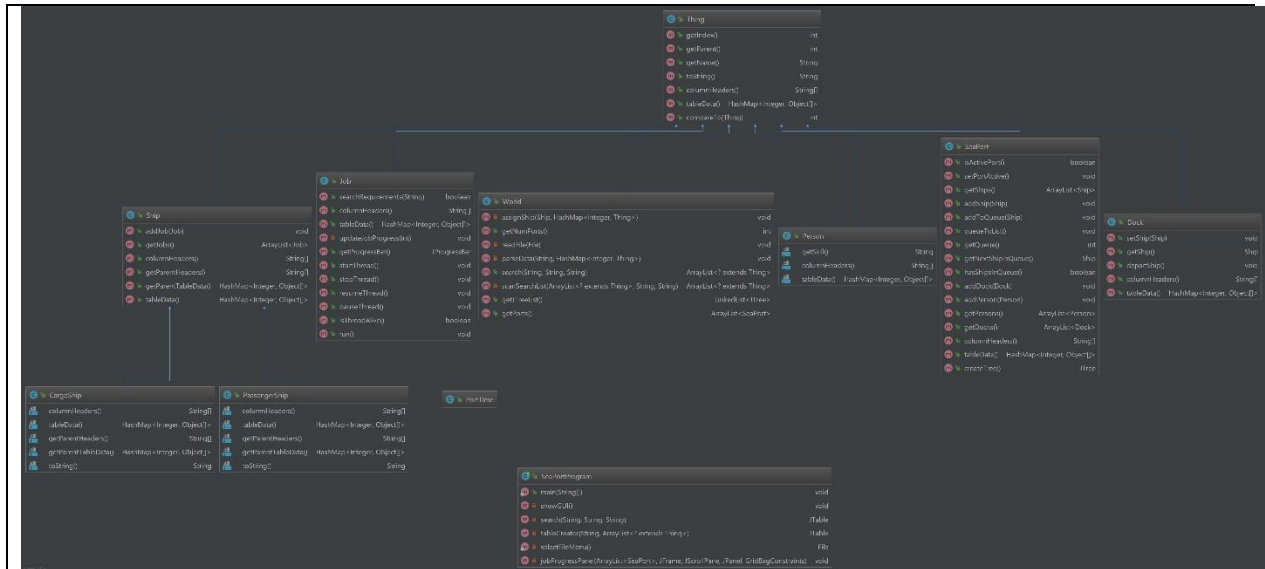 Thing
getIndex() int
getParent() int
getName() String
toString() String
columnHeaders() String[]
tableData() HashMap<Integer, Object[]>
compareTo(Thing) int
SeaPort
isActivePort() boolean
setPortActive() void
getShips() ArrayList<Ship>
addShip(Ship) void
addToQueue(Ship) void
queueToList() void
getQueue() int
getNextShipInQueue() Ship
hasShipsInQueue() boolean
addDock(Dock) void
addPerson(Person) void
getPersons() ArrayList<Person>
getDocks() ArrayList<Dock>
columnHeaders() String[]
tableData() HashMap<Integer, Object[]>
createTree() JTree
Job
searchRequirements(String) boolean
columnHeaders() String[]
tableData() HashMap<Integer, Object[]>
updateJobProgress(int) void
getProgressBar() JProgressBar
startThread() void
stopThread() void
resumeThread() void
pauseThread() void
isThreadAlive() boolean
run() void
World
assignShip(Ship, HashMap<Integer, Thing>) void
getNumPorts() int
readFile(File) void
parseData(String, HashMap<Integer, Thing>) void
search(String, String, String) ArrayList<? extends Thing>
scanSearchList(ArrayList<? extends Thing>, String, String) ArrayList<? extends Thing>
getTreeList() LinkedList<JTree>
getPorts() ArrayList<SeaPort>
Ship
addJob(Job) void
getJobs() ArrayList<Job>
columnHeaders() String[]
getParentHeaders() String[]
getParentTableData() HashMap<Integer, Object[]>
tableData() HashMap<Integer, Object[]>
Person
getSkill() String
columnHeaders() String[]
tableData() HashMap<Integer, Object[]>
Dock
setShip(Ship) void
getShip() Ship
departShip() void
columnHeaders() String[]
tableData() HashMap<Integer, Object[]>
CargoShip
columnHeaders() String[]
tableData() HashMap<Integer, Object[]>
getParentHeaders() String[]
getParentTableData() HashMap<Integer, Object[]>
toString() String
PassengerShip
columnHeaders() String[]
tableData() HashMap<Integer, Object[]>
getParentHeaders() String[]
getParentTableData() HashMap<Integer, Object[]>
toString() String
PortTime
SeaPortProgram
main(String[]) void
showGUI() void
search(String, String, String) JTable
tableCreator(String, ArrayList<? extends Thing>) JTable
selectFileMenu() File
jobProgressPanel(ArrayList<SeaPort>, JFrame, JScrollPane, JPanel, GridBagConstraints) void